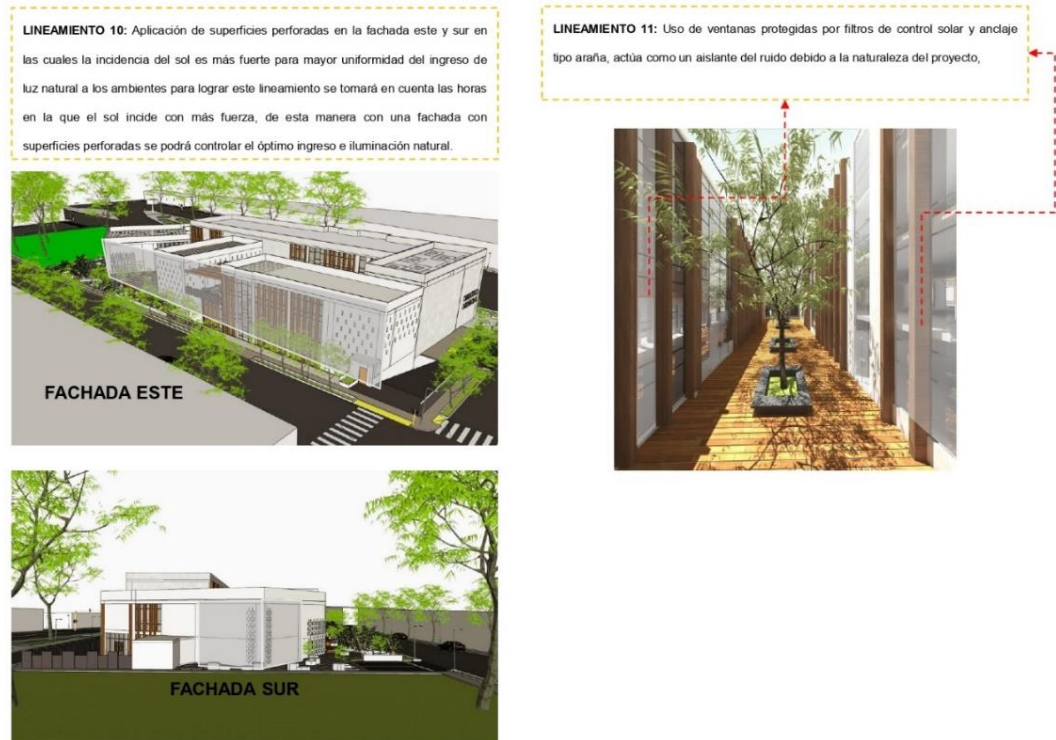 LINEAMIENTO 10: Aplicación de superficies perforadas en la fachada este y sur en
las cuales la incidencia del sol es más fuerte para mayor uniformidad del ingreso de
luz natural a los ambientes para lograr este lineamiento se tomará en cuenta las horas
en la que el sol incide con más fuerza, de esta manera con una fachada con
superficies perforadas se podrá controlar el óptimo ingreso e iluminación natural.
FACHADA ESTE
FACHADA SUR
LINEAMIENTO 11: Uso de ventanas protegidas por filtros de control solar y anclaje
tipo araña, actúa como un aislante del ruido debido a la naturaleza del proyecto,